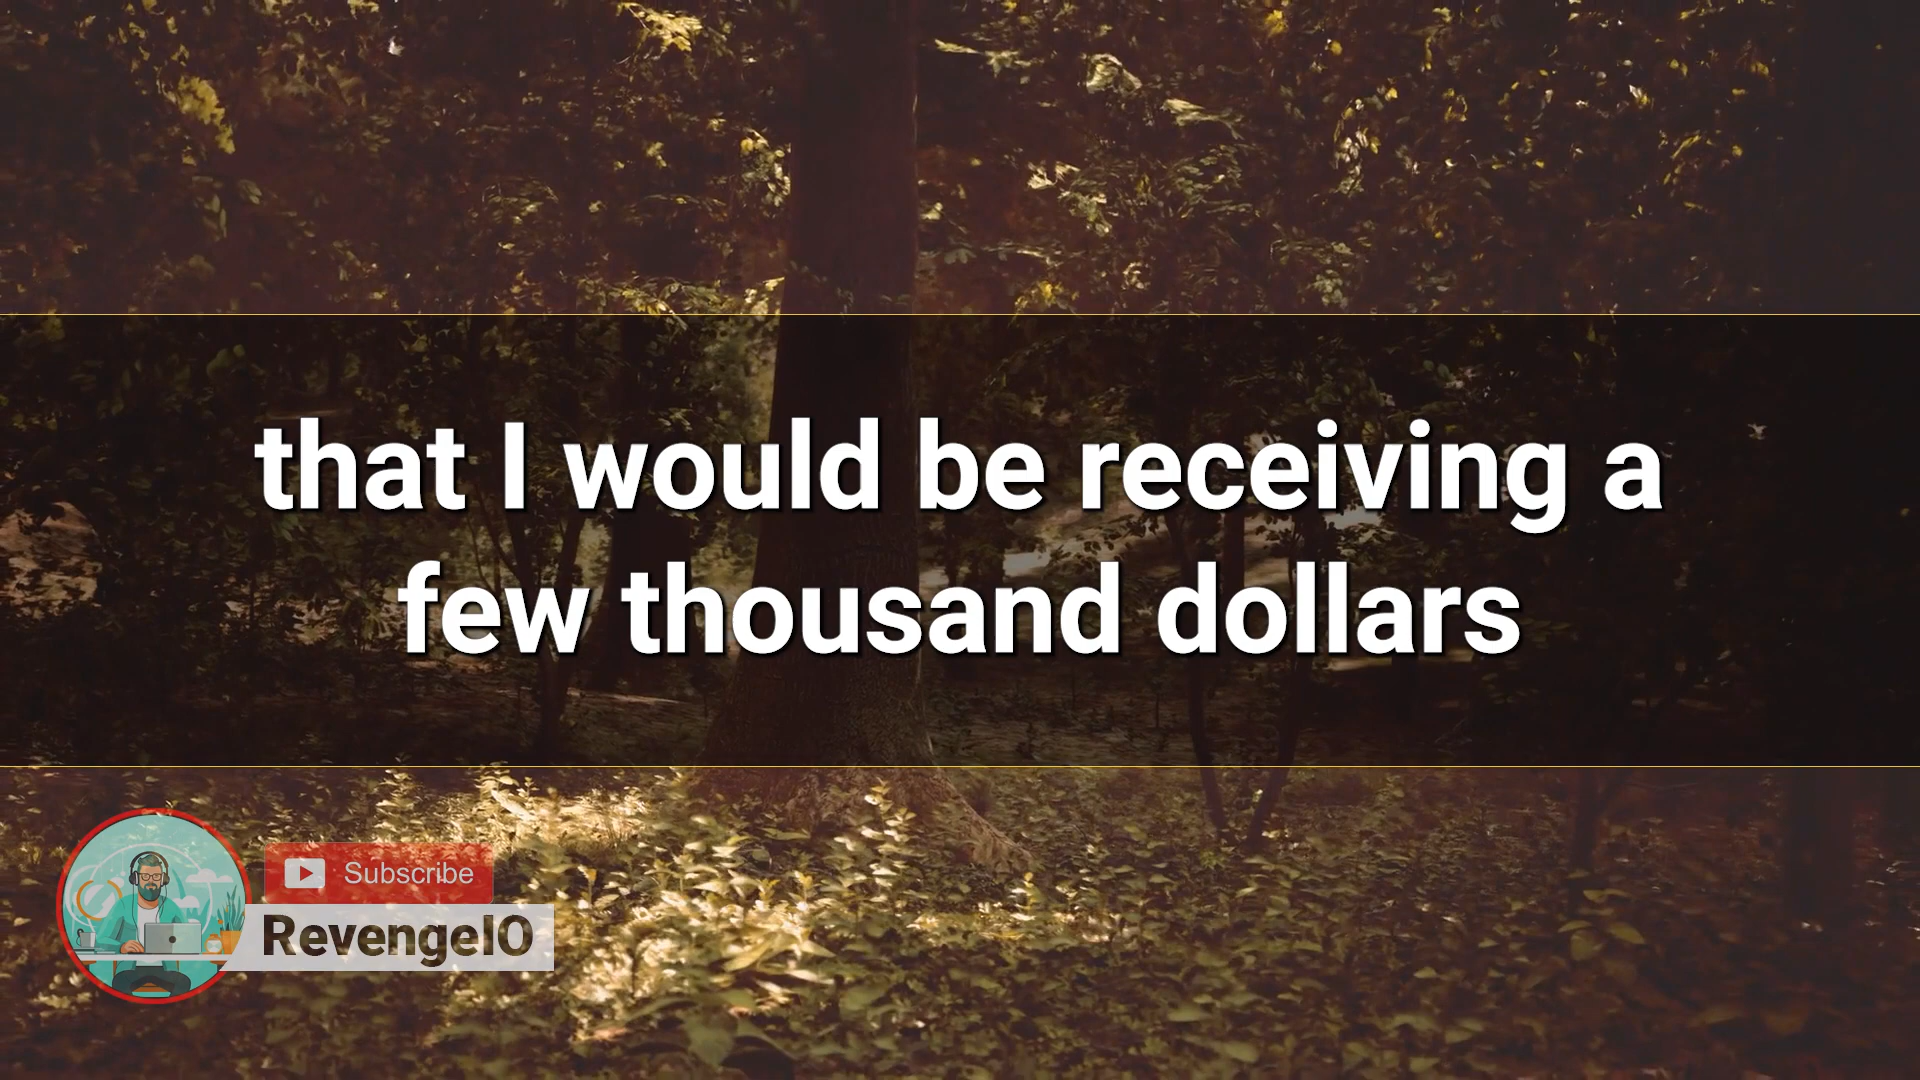 that I would be receiving a
few thousand dollars
Subscribe
RevengeIO